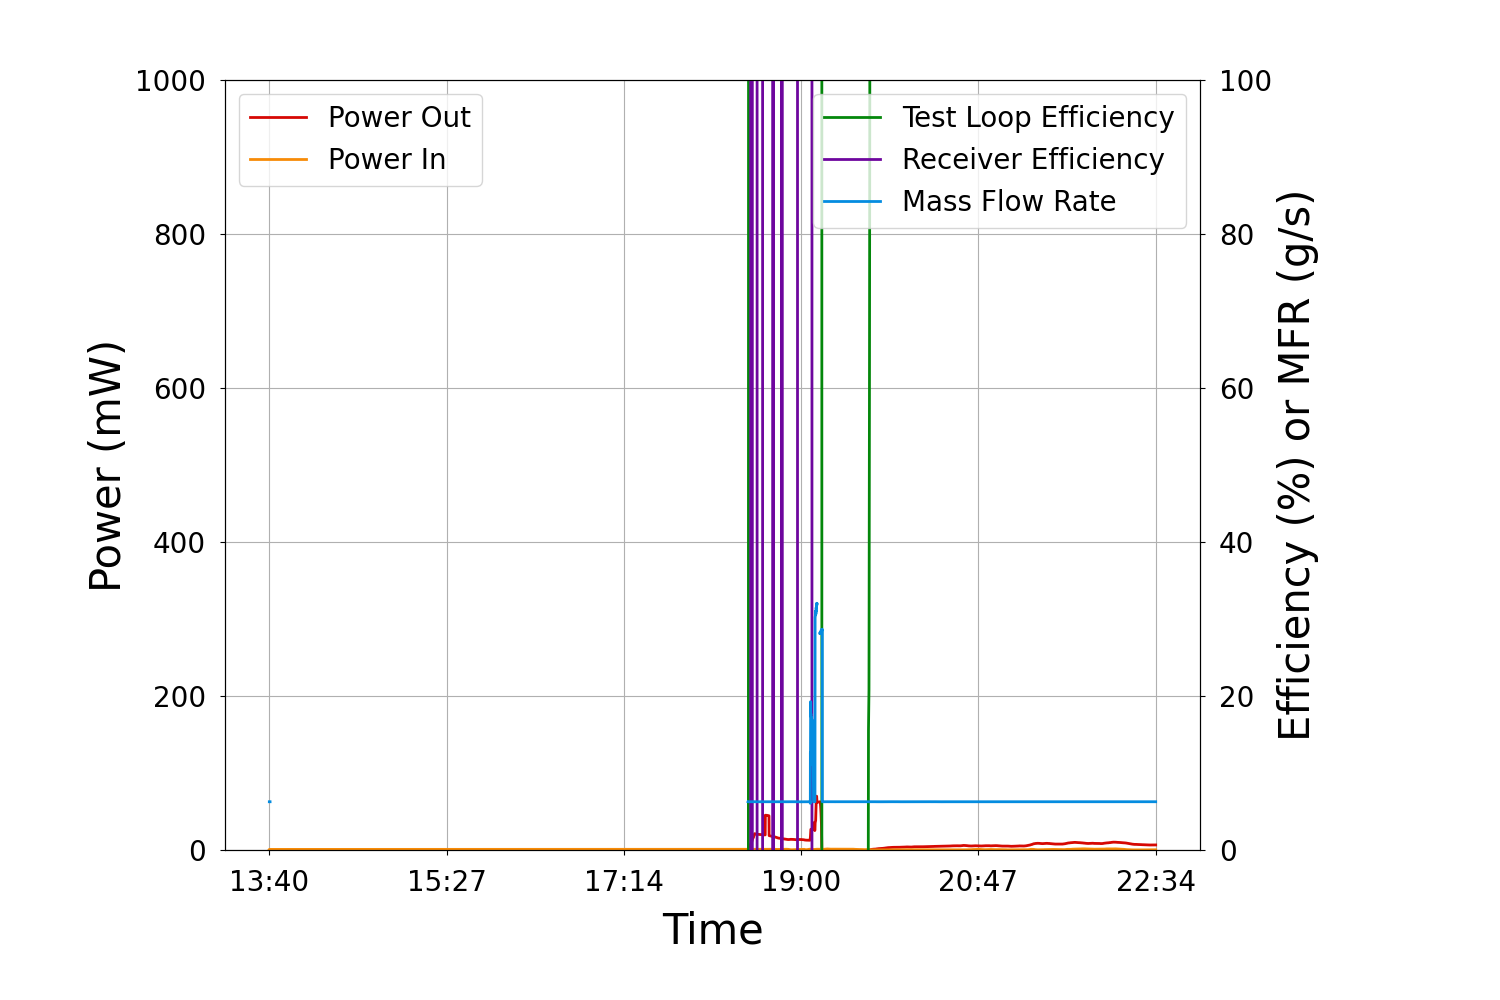 1000
800
600
400
200
0
Power (mW)
Power Out
Power In
Test Loop Efficiency
Receiver Efficiency
Mass Flow Rate
100
80
60
40
20
0
Efficiency (%) or MFR (g/s)
13:40 15:27 17:14 19:00 20:47 22:34
Time